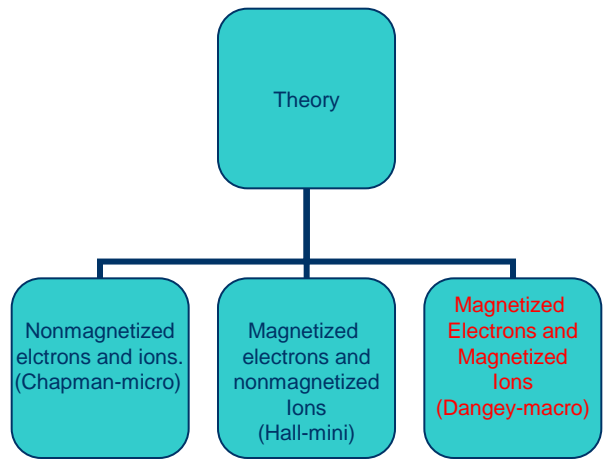 Theory
Nonmagnetized
elctrons and ions.
(Chapman-micro)
Magnetized
electrons and
nonmagnetized
Ions
(Hall-mini)
Magnetized
Electrons and
Magnetized
Ions
(Dangey-macro)